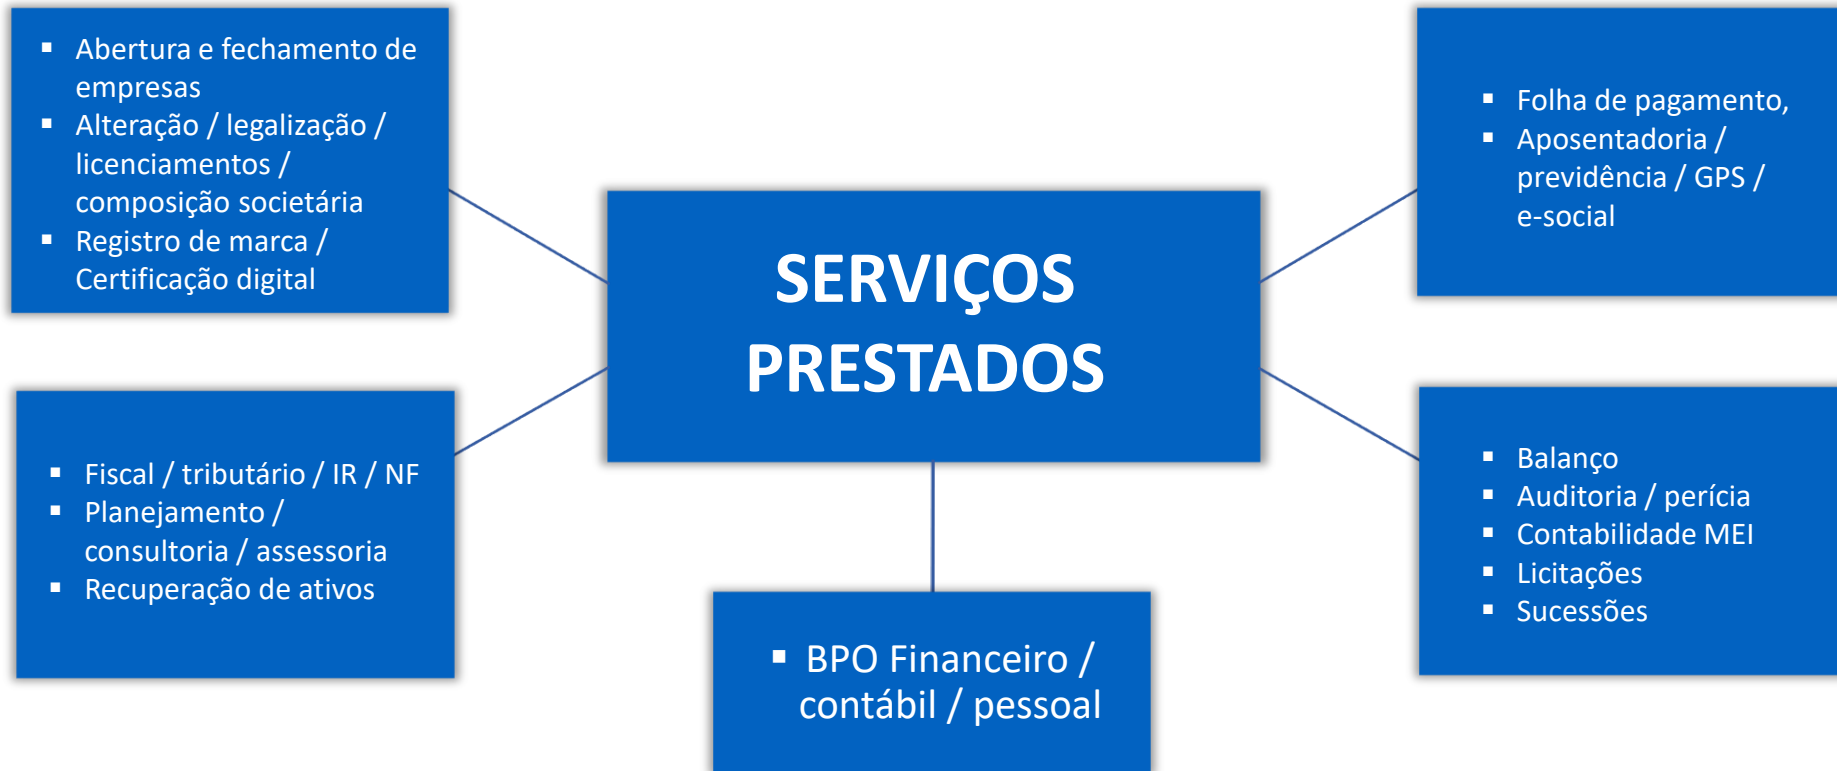 ▪ Abertura e fechamento de
empresas
▪ Alteração / legalização /
licenciamentos /
composição societária
▪ Registro de marca /
Certificação digital
▪ Folha de pagamento,
▪ Aposentadoria /
previdência / GPS /
e-social
SERVIÇOS
PRESTADOS
▪ Fiscal / tributário / IR / NF
▪ Planejamento /
consultoria / assessoria
▪ Recuperação de ativos
▪ Balanço
▪ Auditoria / perícia
▪ Contabilidade MEI
▪ Licitações
▪ Sucessões
▪ BPO Financeiro /
contábil / pessoal